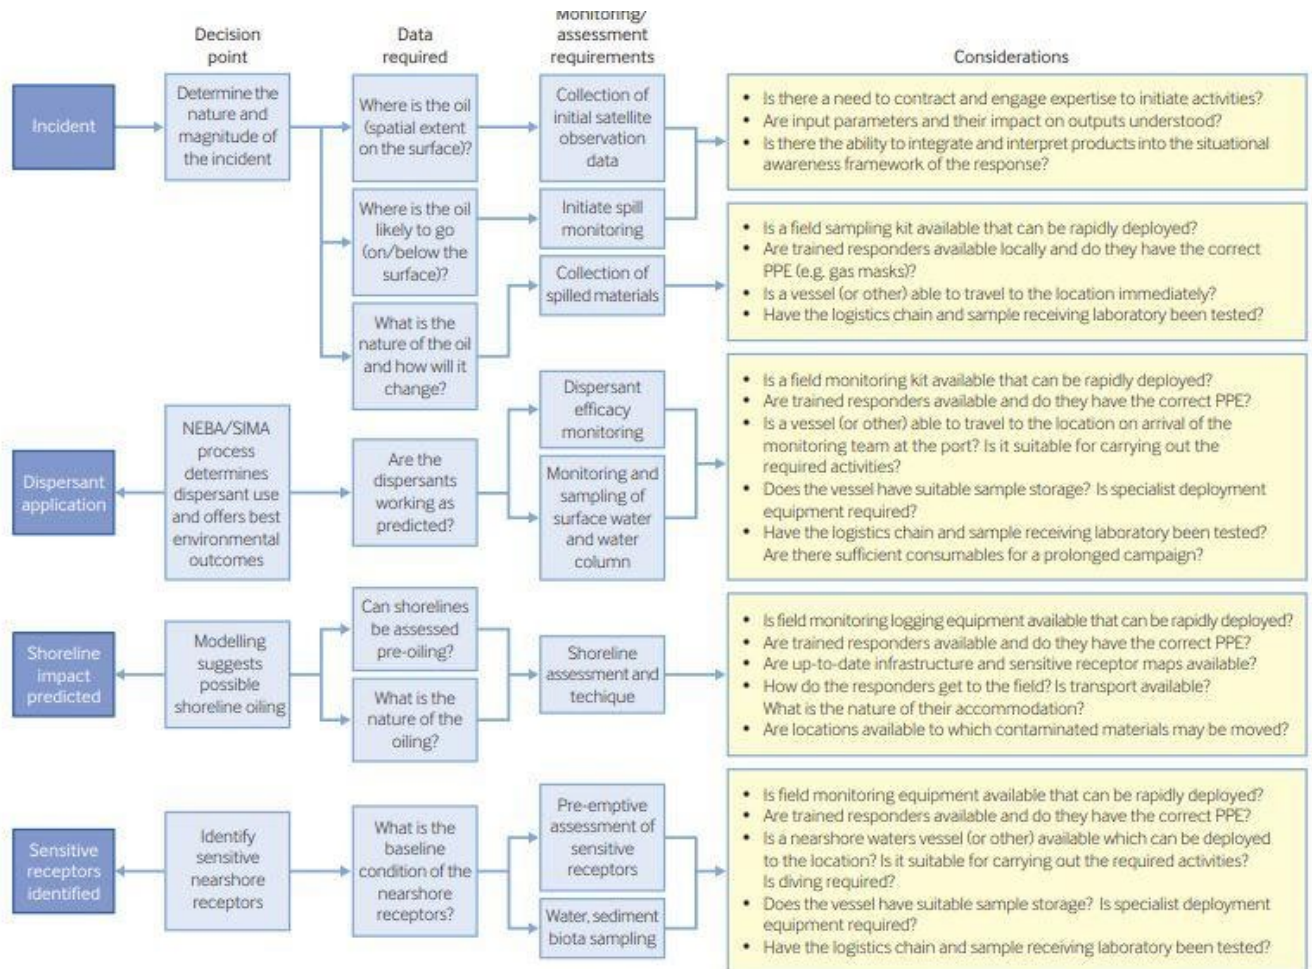 Decision
point
Data
required
Monitoring/
assessment
requirements
Considerations
Incident
Determine the
nature and
magnitude of
the incident
Where is the oil
(spatial extent
on the surface)?
Collection of
initial satellite
observation
data
• Is there a need to contract and engage expertise to initiate activities?
• Are input parameters and their impact on outputs understood?
• Is there the ability to integrate and interpret products into the situational
awareness framework of the response?
Where is the oil
likely to go
(on/below the
surface)?
Initiate spill
monitoring
What is the
nature of the oil
and how will it
change?
Collection of
spilled materials
• Is a field sampling kit available that can be rapidly deployed?
• Are trained responders available locally and do they have the correct
PPE (e.g. gas masks)?
• Is a vessel (or other) able to travel to the location immediately?
• Have the logistics chain and sample receiving laboratory been tested?
Dispersant
application
NEBA/SIMA
process
determines
dispersant use
and offers best
environmental
outcomes
Are the
dispersants
working as
predicted?
Dispersant
efficacy
monitoring
Monitoring and
sampling of
surface water
and water
column
• Is a field monitoring kit available that can be rapidly deployed?
• Are trained responders available and do they have the correct PPE?
• Is a vessel (or other) able to travel to the location on arrival of the
monitoring team at the port? Is it suitable for carrying out the
required activities?
• Does the vessel have suitable sample storage? Is specialist deployment
equipment required?
• Have the logistics chain and sample receiving laboratory been tested?
Are there sufficient consumables for a prolonged campaign?
Shoreline
impact
predicted
Modelling
suggests
possible
shoreline oiling
Can shorelines
be assessed
pre-oiling?
What is the
nature of the
oiling?
Shoreline
assessment and
techique
• Is field monitoring logging equipment available that can be rapidly deployed?
• Are trained responders available and do they have the correct PPE?
• Are up-to-date infrastructure and sensitive receptor maps available?
• How do the responders get to the field? Is transport available?
What is the nature of their accommodation?
• Are locations available to which contaminated materials may be moved?
Sensitive
receptors
identified
Identify
sensitive
nearshore
receptors
What is the
baseline
condition of the
nearshore
receptors?
Pre-emptive
assessment of
sensitive
receptors
Water, sediment
biota sampling
• Is field monitoring equipment available that can be rapidly deployed?
• Are trained responders available and do they have the correct PPE?
• Is a nearshore waters vessel (or other) available which can be deployed
to the location? Is it suitable for carrying out the required activities?
Is diving required?
• Does the vessel have suitable sample storage? Is specialist deployment
equipment required?
• Have the logistics chain and sample receiving laboratory been tested?